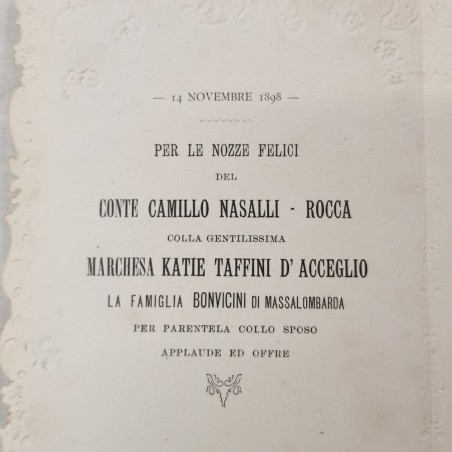 — 14 NOVEMBRE 1898 —
PER LE NOZZE FELICI
DEL
CONTE CAMILLO NASALLI - ROCCA
COLLA GENTILISSIMA
MARCHESA KATIE TAFFINI D' ACCEGLIO
LA FAMIGLIA BONVICINI DI MASSALOMBARDA
PER PARENTELA COLLO SPOSO
APPLAUDE ED OFFRE